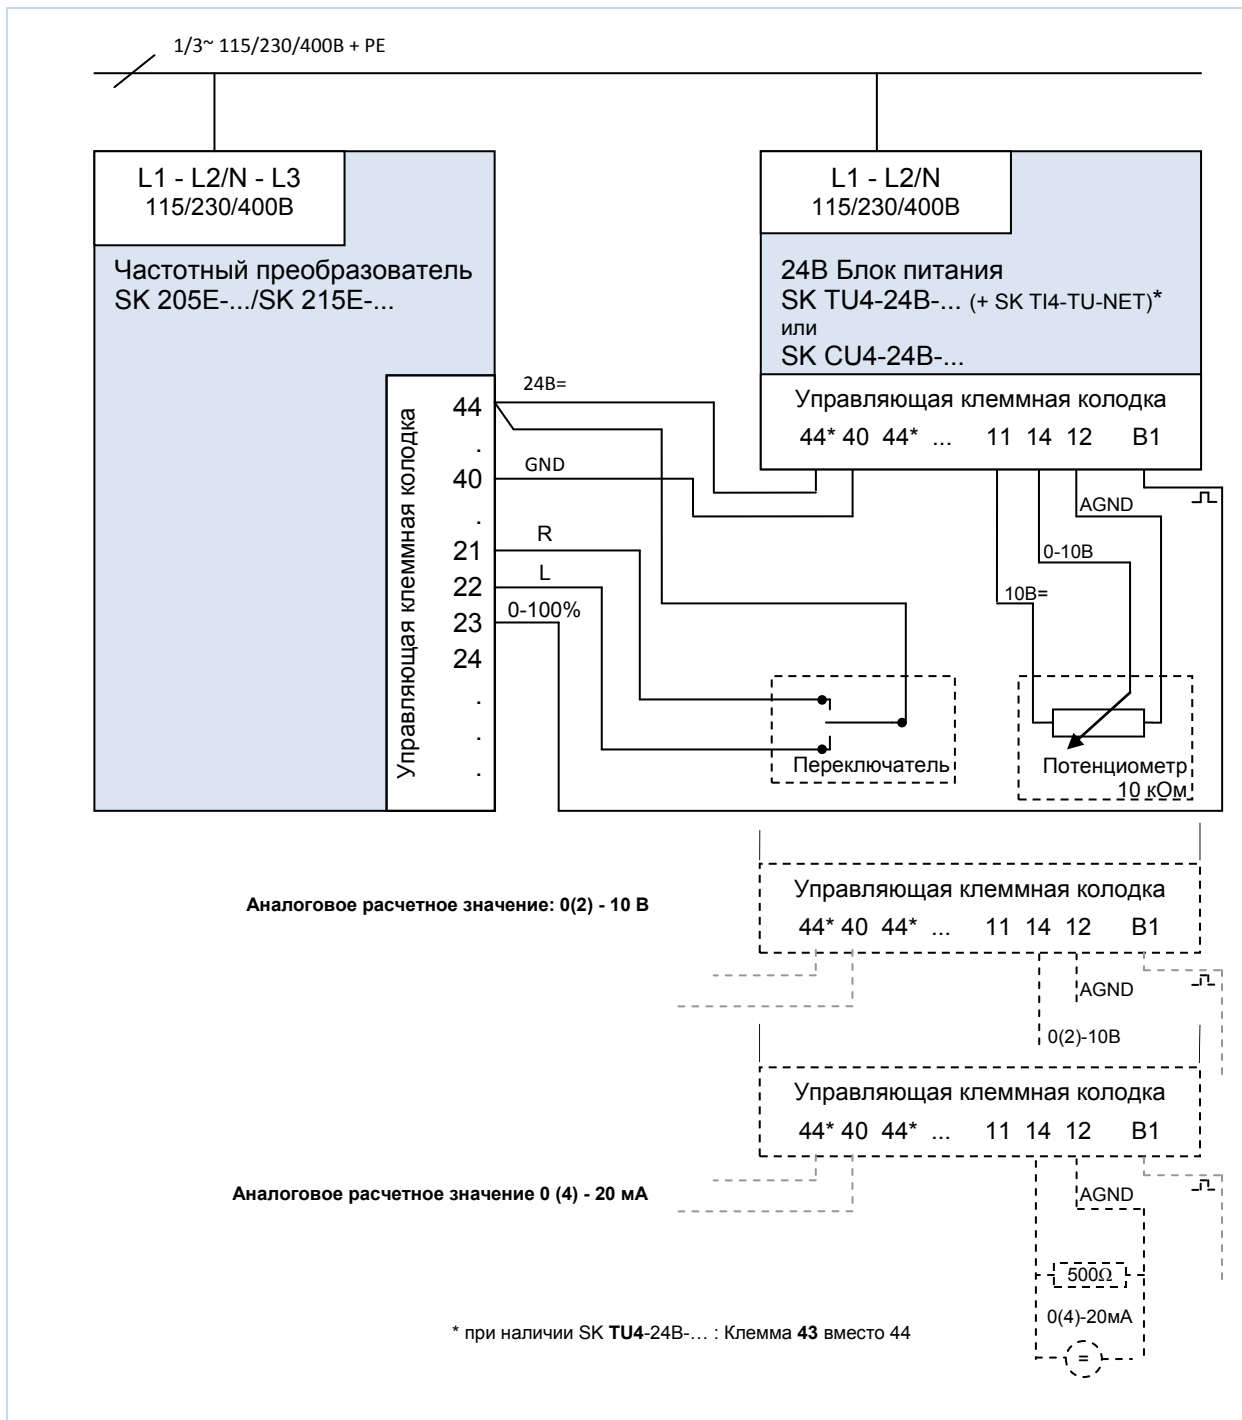 1/3~ 115/230/400В + PE
L1 - L2/N - L3
115/230/400В
Частотный преобразователь
SK 205E-.../SK 215E-...
Управляющая клеммная колодка
44
.
40
.
21
22
23
24
.
.
.
24В=
GND
R
L
0-100%
L1 - L2/N
115/230/400В
24В Блок питания
SK TU4-24В-... (+ SK TI4-TU-NET)*
или
SK CU4-24В-...
Управляющая клеммная колодка
44* 40 44* ... 11 14 12 B1
AGND
0-10В
10В=
Переключатель
Потенциометр
10 кОм
Аналоговое расчетное значение: 0(2) - 10 В
Управляющая клеммная колодка
44* 40 44* ... 11 14 12 B1
AGND
0(2)-10В
Управляющая клеммная колодка
44* 40 44* ... 11 14 12 B1
Аналоговое расчетное значение 0 (4) - 20 мА
AGND
500Ω
0(4)-20мА
=
* при наличии SK TU4-24В-… : Клемма 43 вместо 44